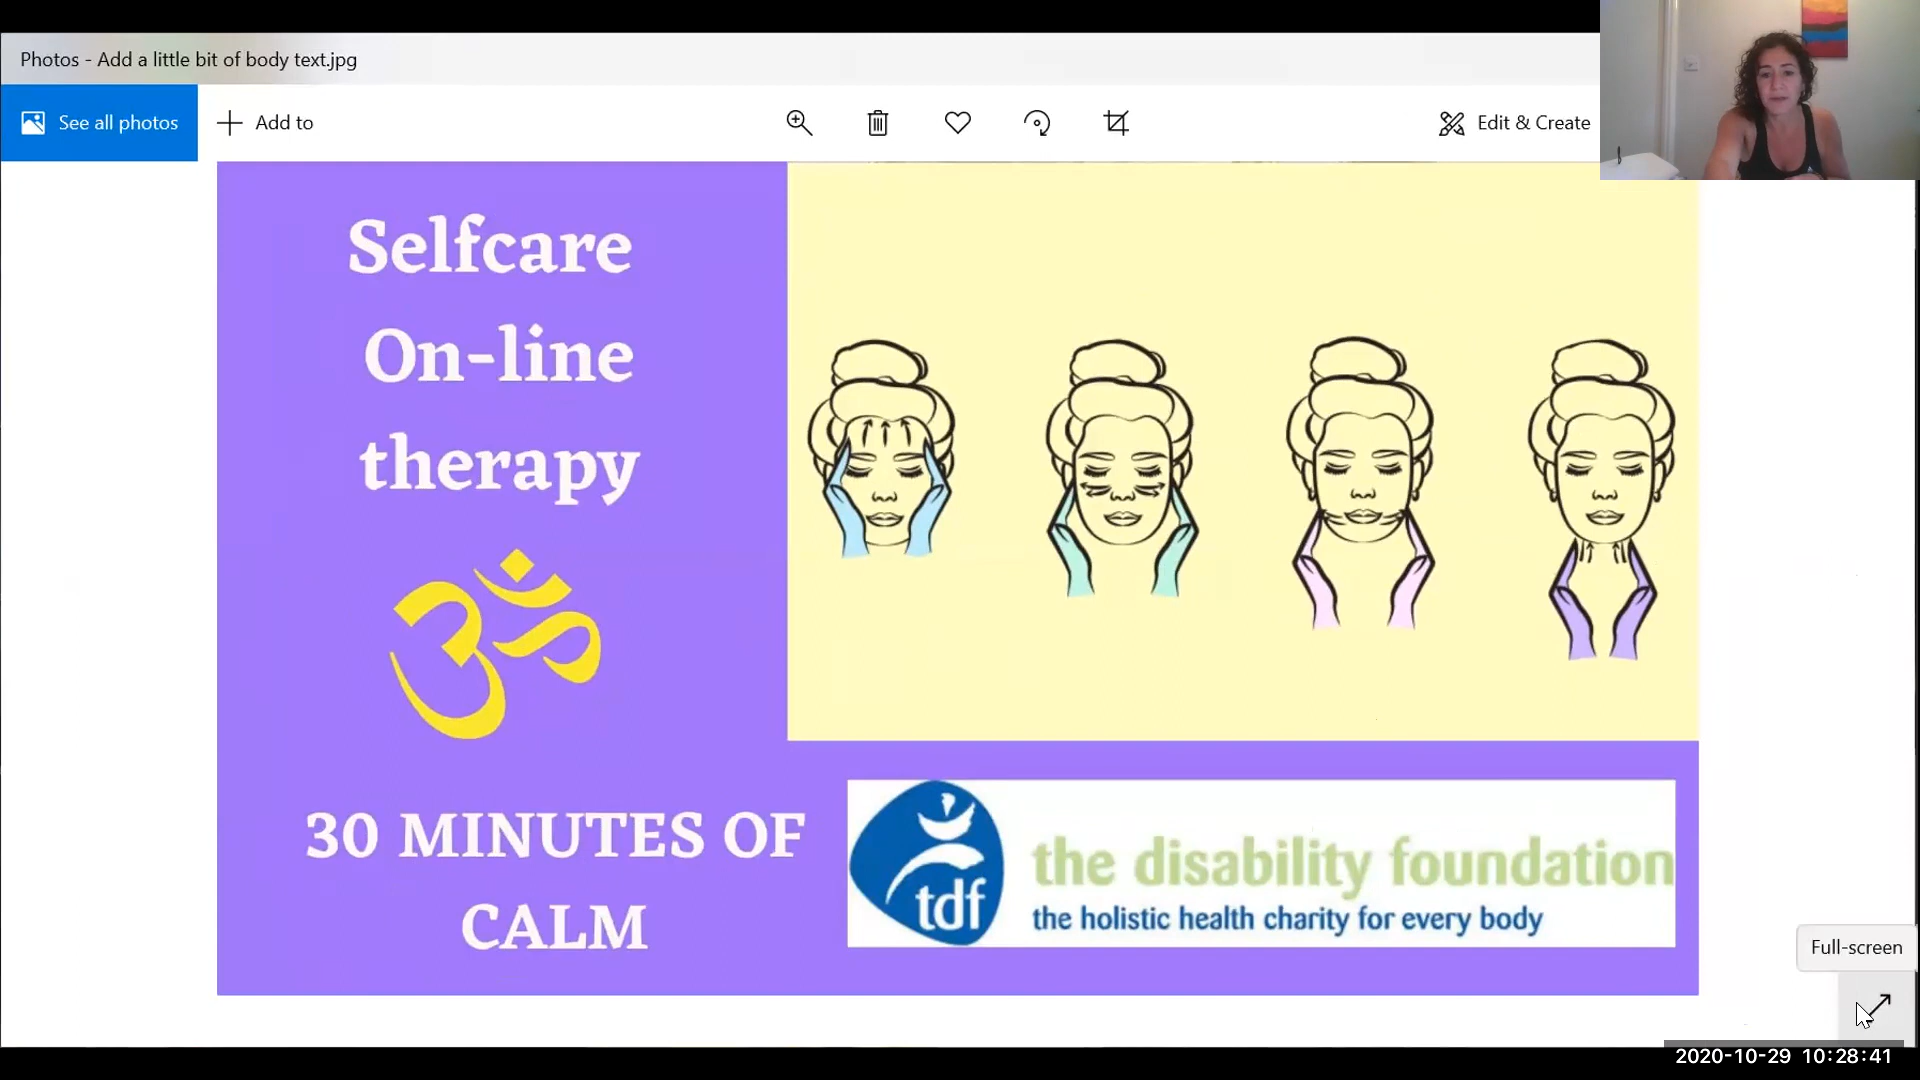 Photos - Add a little bit of body text.jpg
See all photos
Add to
Edit & Create
Selfcare
On-line
therapy
ॐ
30 MINUTES OF
CALM
tdf
the disability foundation
the holistic health charity for every body
Full-screen
2020-10-29 10:28:41